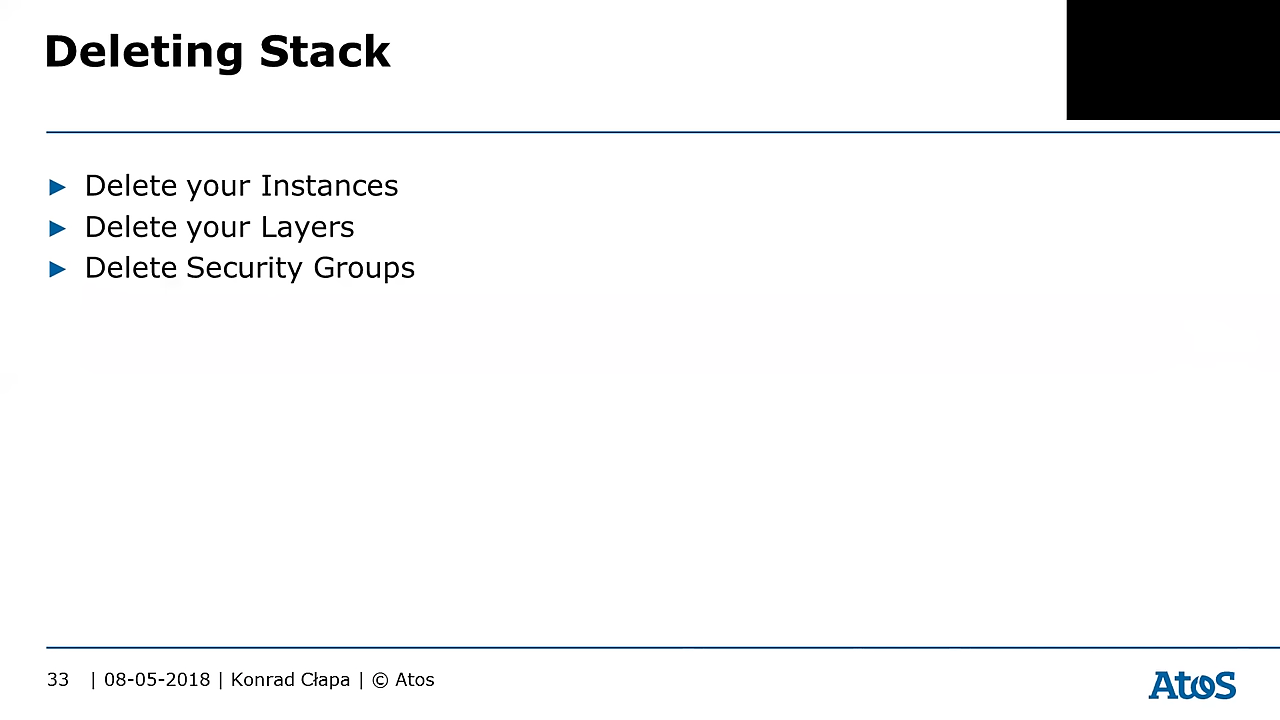 Deleting Stack
► Delete your Instances
► Delete your Layers
► Delete Security Groups
33 | 08-05-2018 | Konrad Cłapa | © Atos
Atos